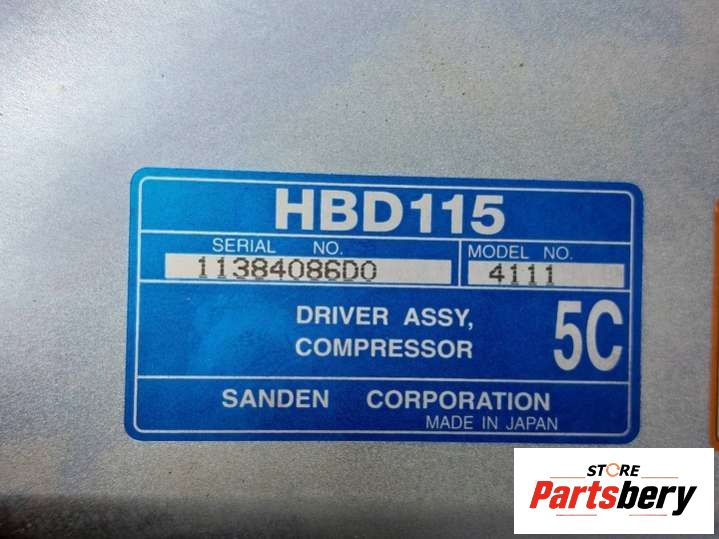 HBD115
SERIAL NO.
11384086D0
MODEL NO.
4111
DRIVER ASSY,
COMPRESSOR
5C
SANDEN CORPORATION
MADE IN JAPAN
STORE
Partsbery